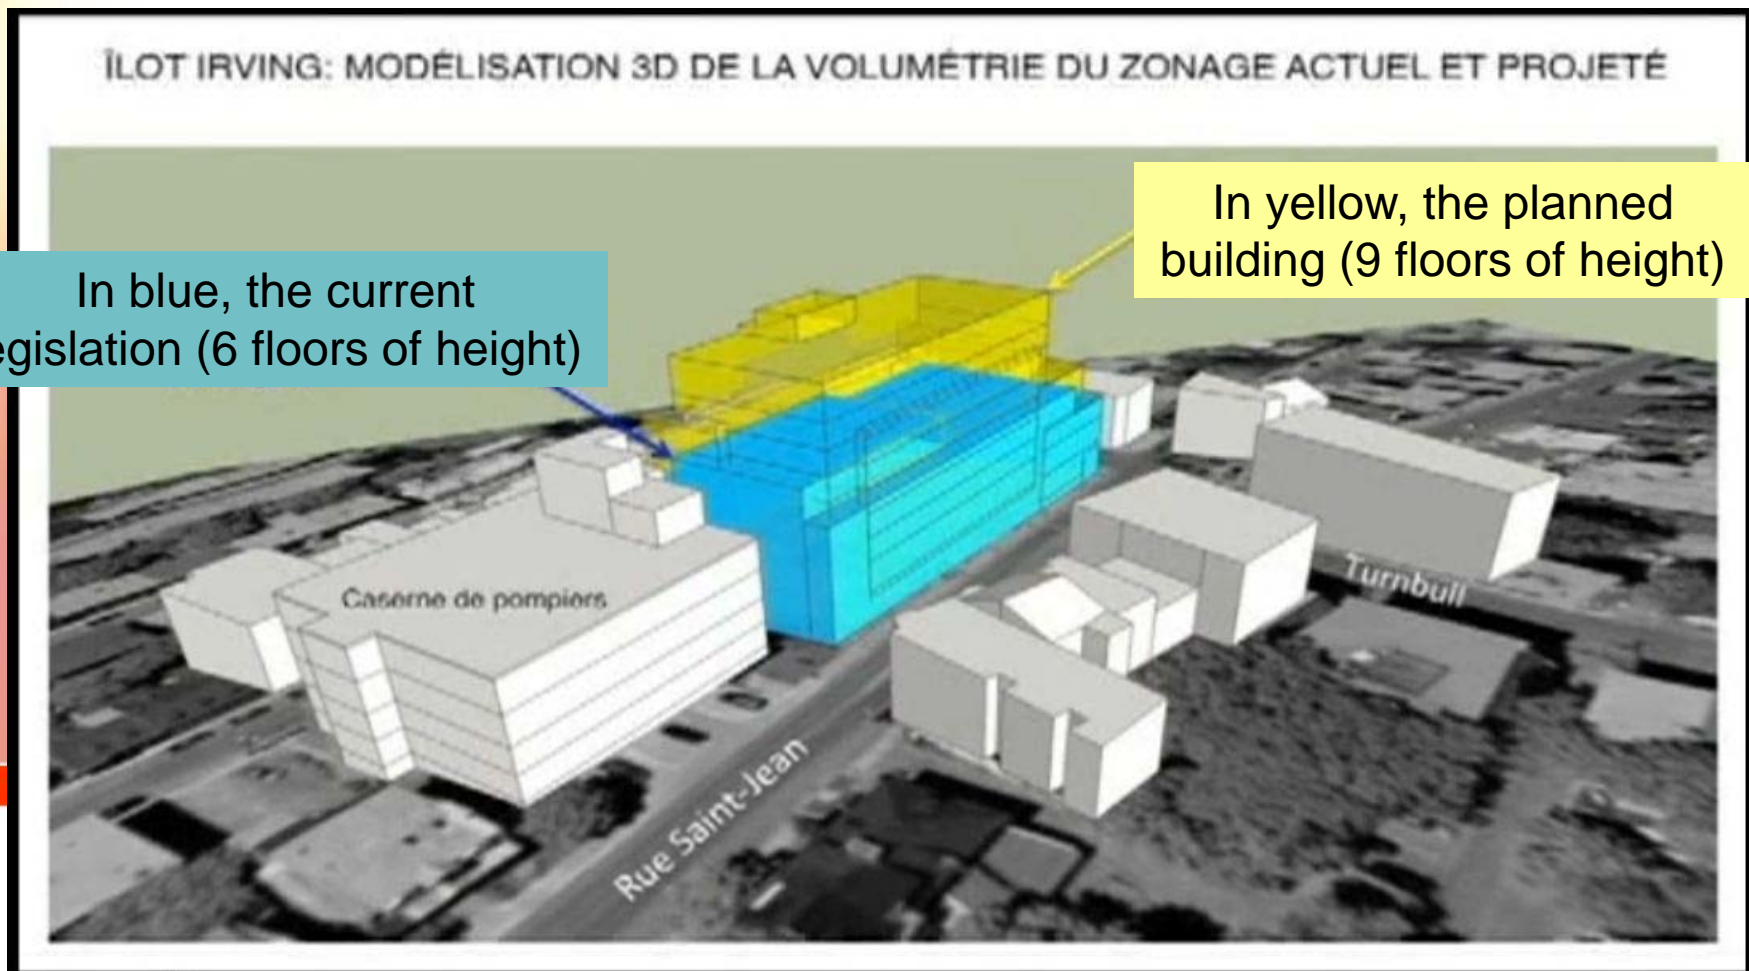 ÎLOT IRVING: MODÉLISATION 3D DE LA VOLUMÉTRIE DU ZONAGE ACTUEL ET PROJETÉ
In yellow, the planned
building (9 floors of height)
In blue, the current
egislation (6 floors of height)
Caserne de pompiers
Turnbull
Rue Saint-Jean